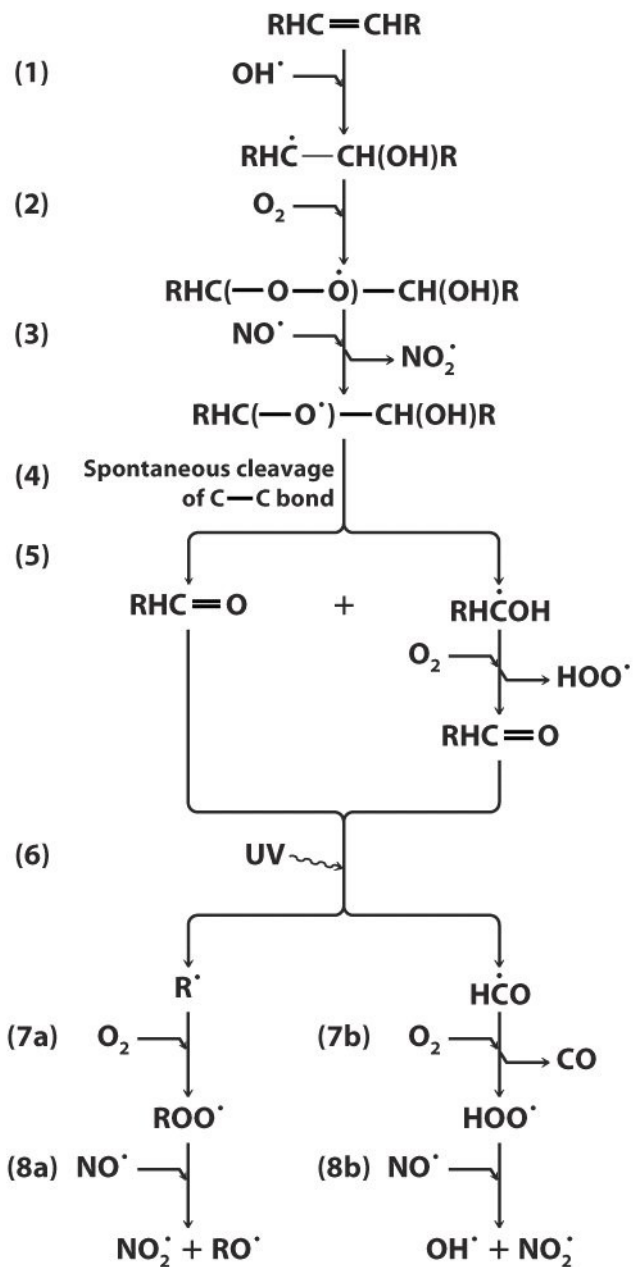 RHC=CHR
(1) OH˙
RHĊ—CH(OH)R
(2) O₂
RHC(—O—Ȯ)—CH(OH)R
(3) NO˙ NO₂˙
RHC(—O˙)—CH(OH)R
(4) Spontaneous cleavage
of C—C bond
(5)
RHC=O + RHĊOH
O₂ HOO˙
RHC=O
(6) UV
R˙ HĊO
(7a) O₂ (7b) O₂ CO
ROO˙ HOO˙
(8a) NO˙ (8b) NO˙
NO₂˙ + RO˙ OH˙ + NO₂˙